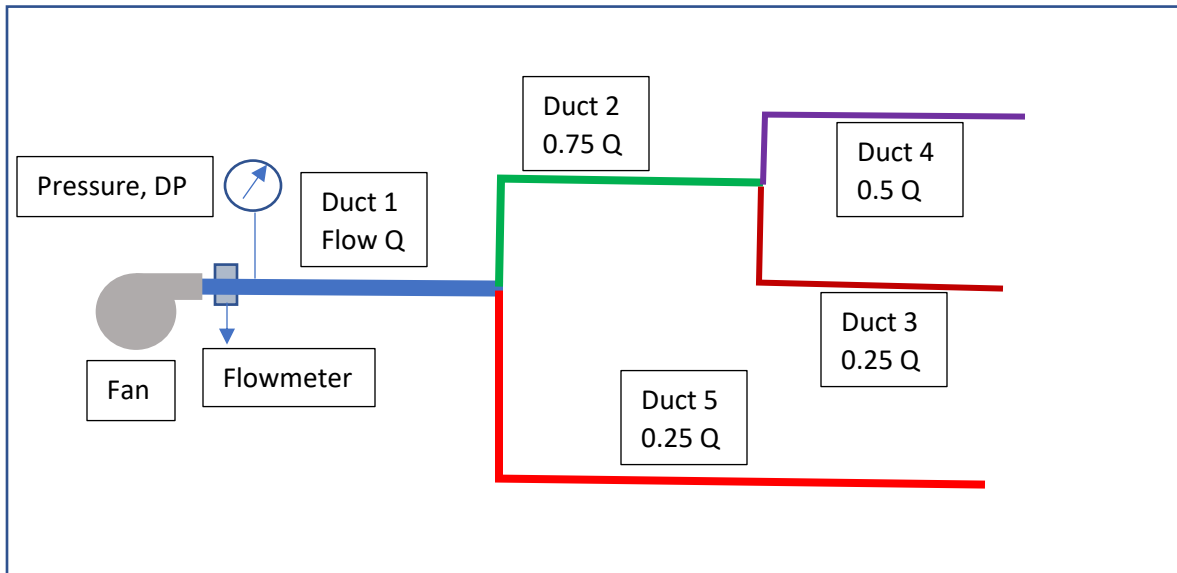 Pressure, DP
Duct 1
Flow Q
Duct 2
0.75 Q
Duct 4
0.5 Q
Duct 3
0.25 Q
Fan
Flowmeter
Duct 5
0.25 Q